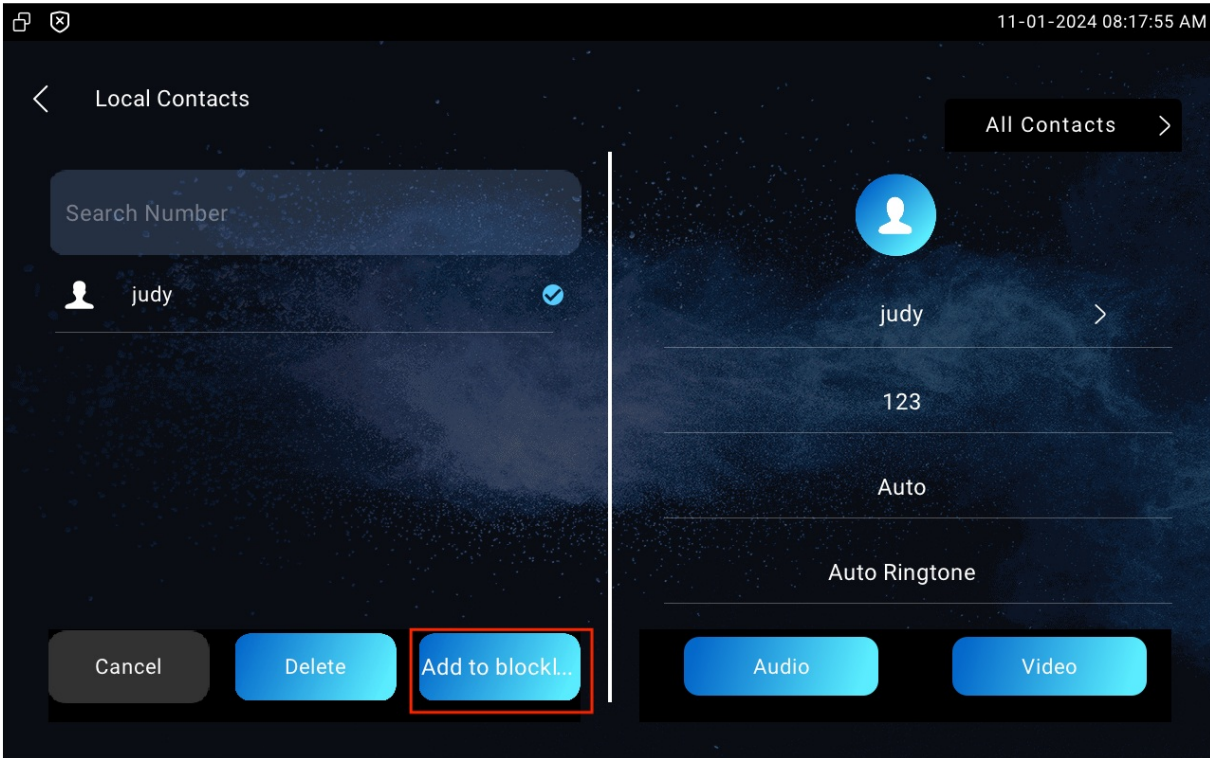 11-01-2024 08:17:55 AM
Local Contacts
All Contacts
Search Number
judy
judy
123
Auto
Auto Ringtone
Cancel
Delete
Add to blockl...
Audio
Video